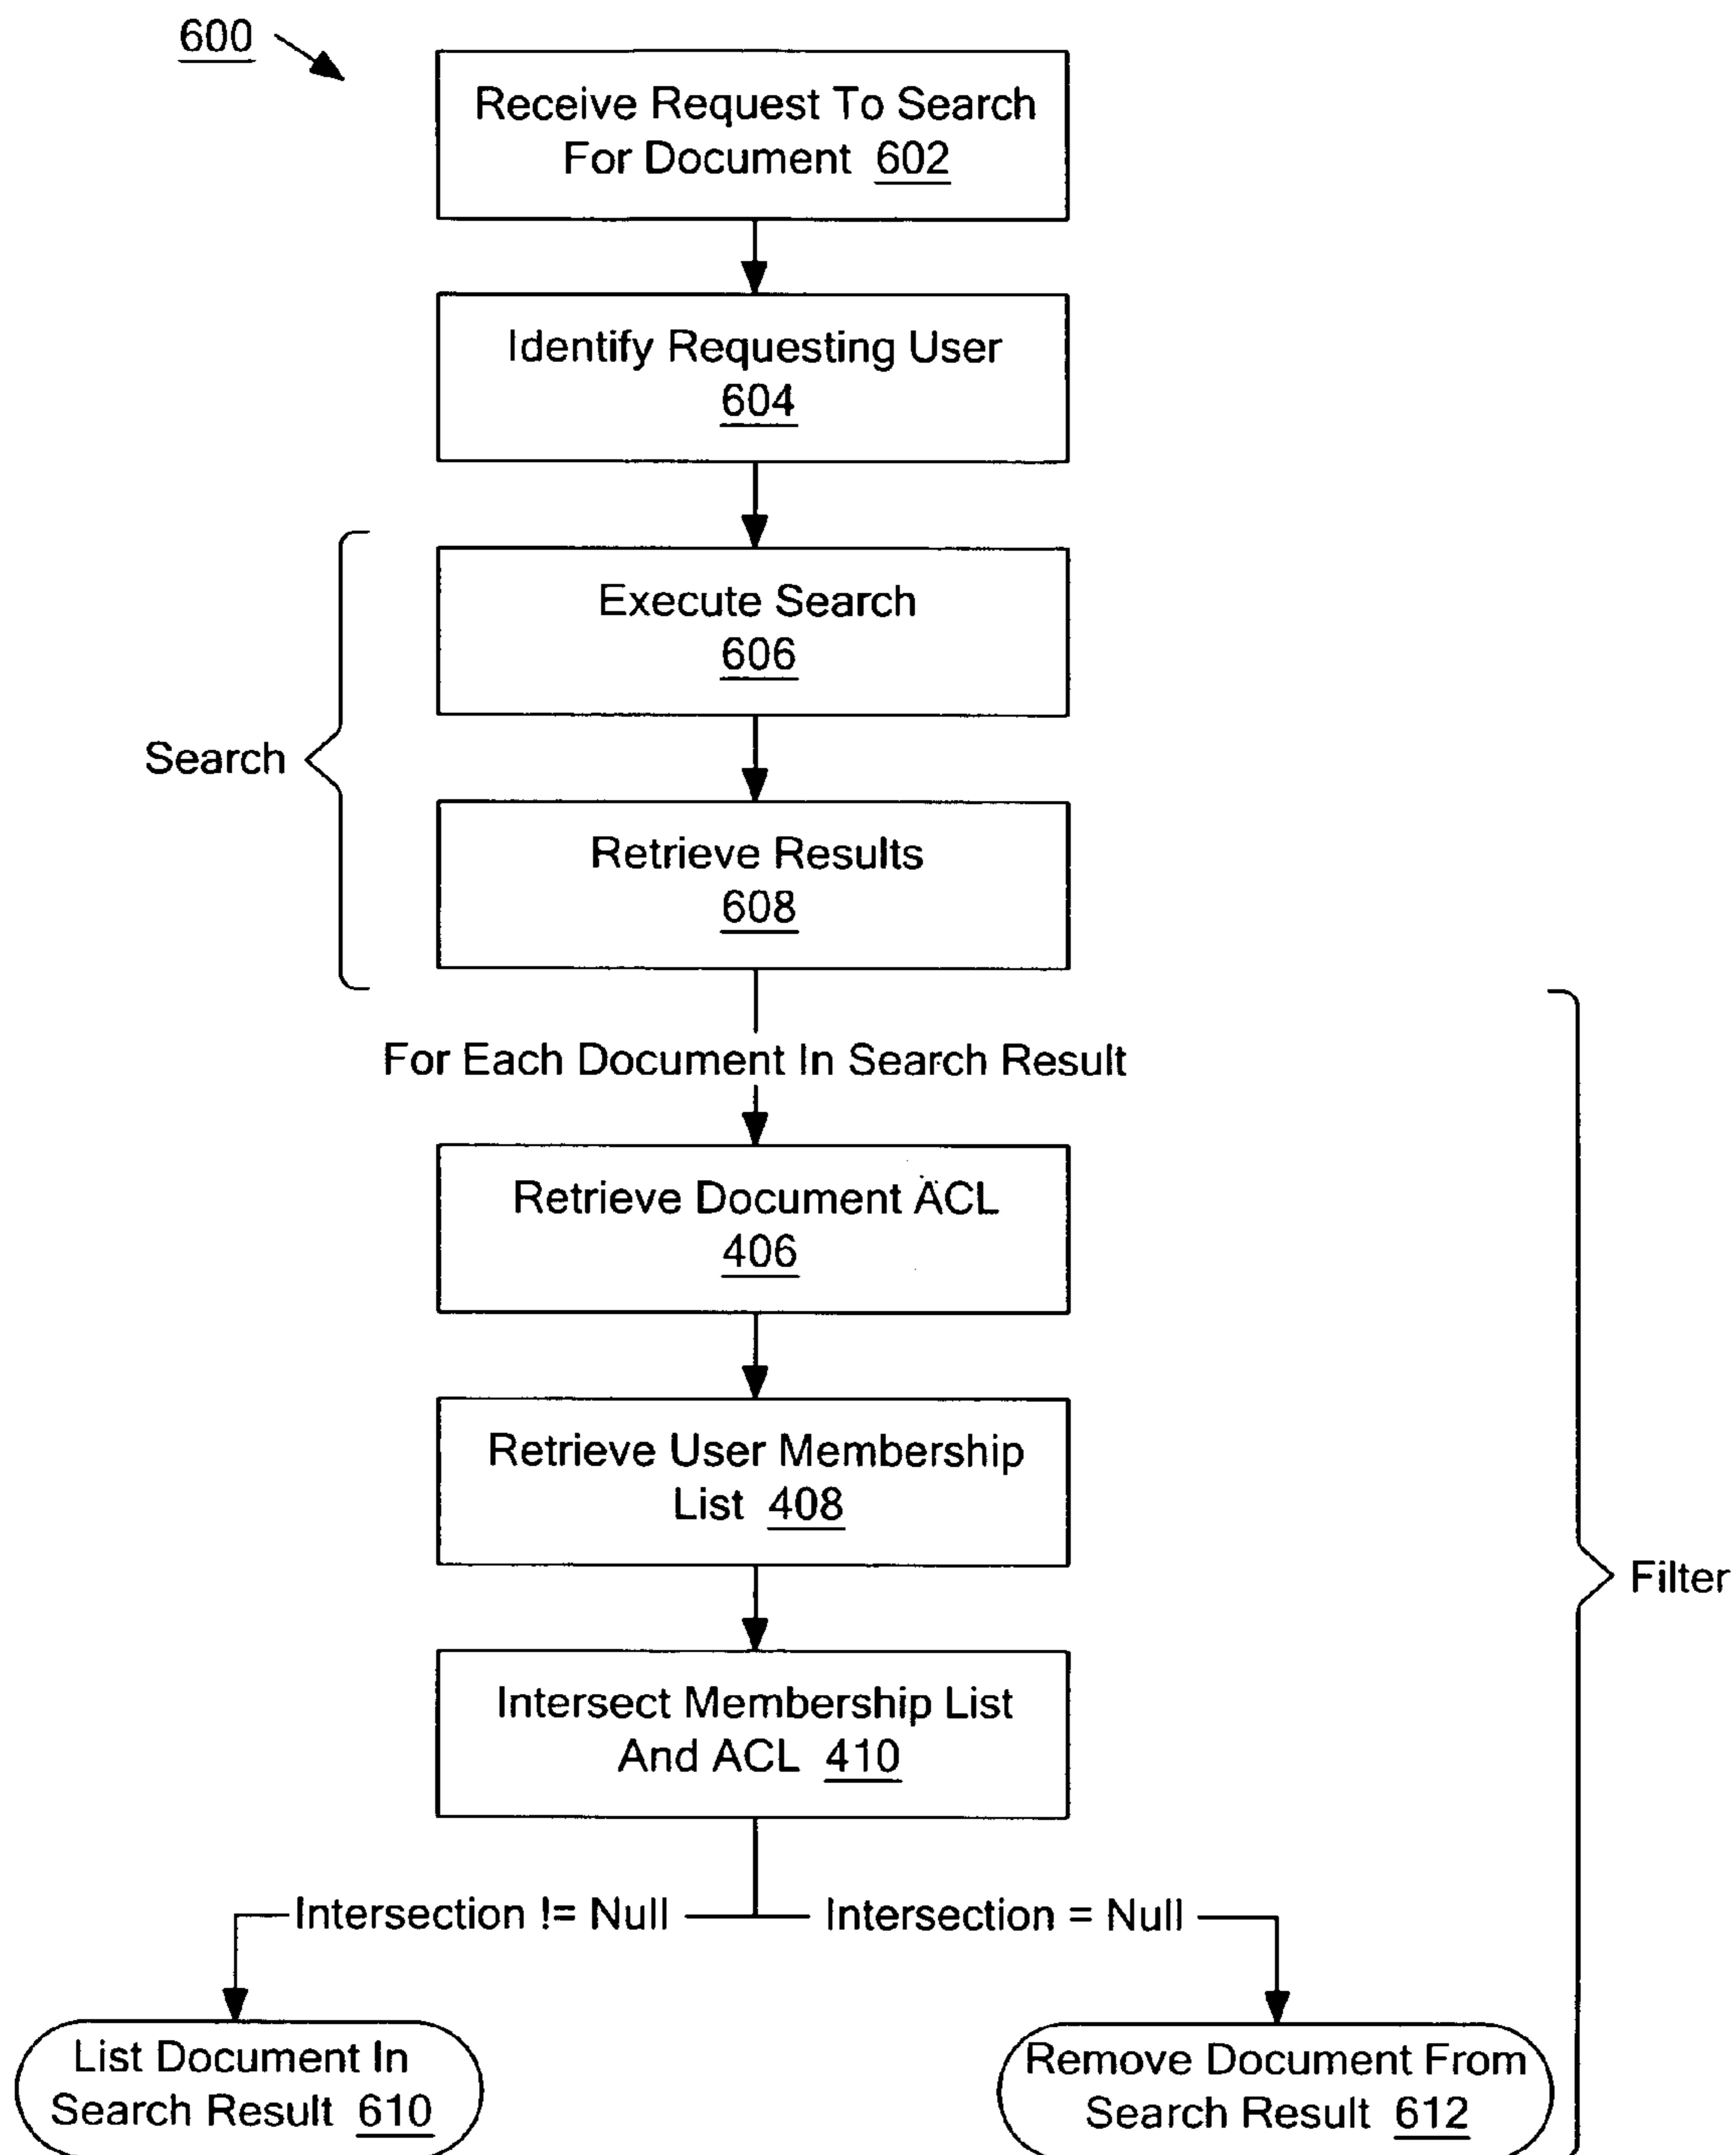 600
Receive Request To Search
For Document 602
Identify Requesting User
604
Execute Search
606
Search
Retrieve Results
608
For Each Document In Search Result
Retrieve Document ACL
406
Retrieve User Membership
List 408
Filter
Intersect Membership List
And ACL 410
Intersection != Null
Intersection = Null
List Document In
Search Result 610
Remove Document From
Search Result 612